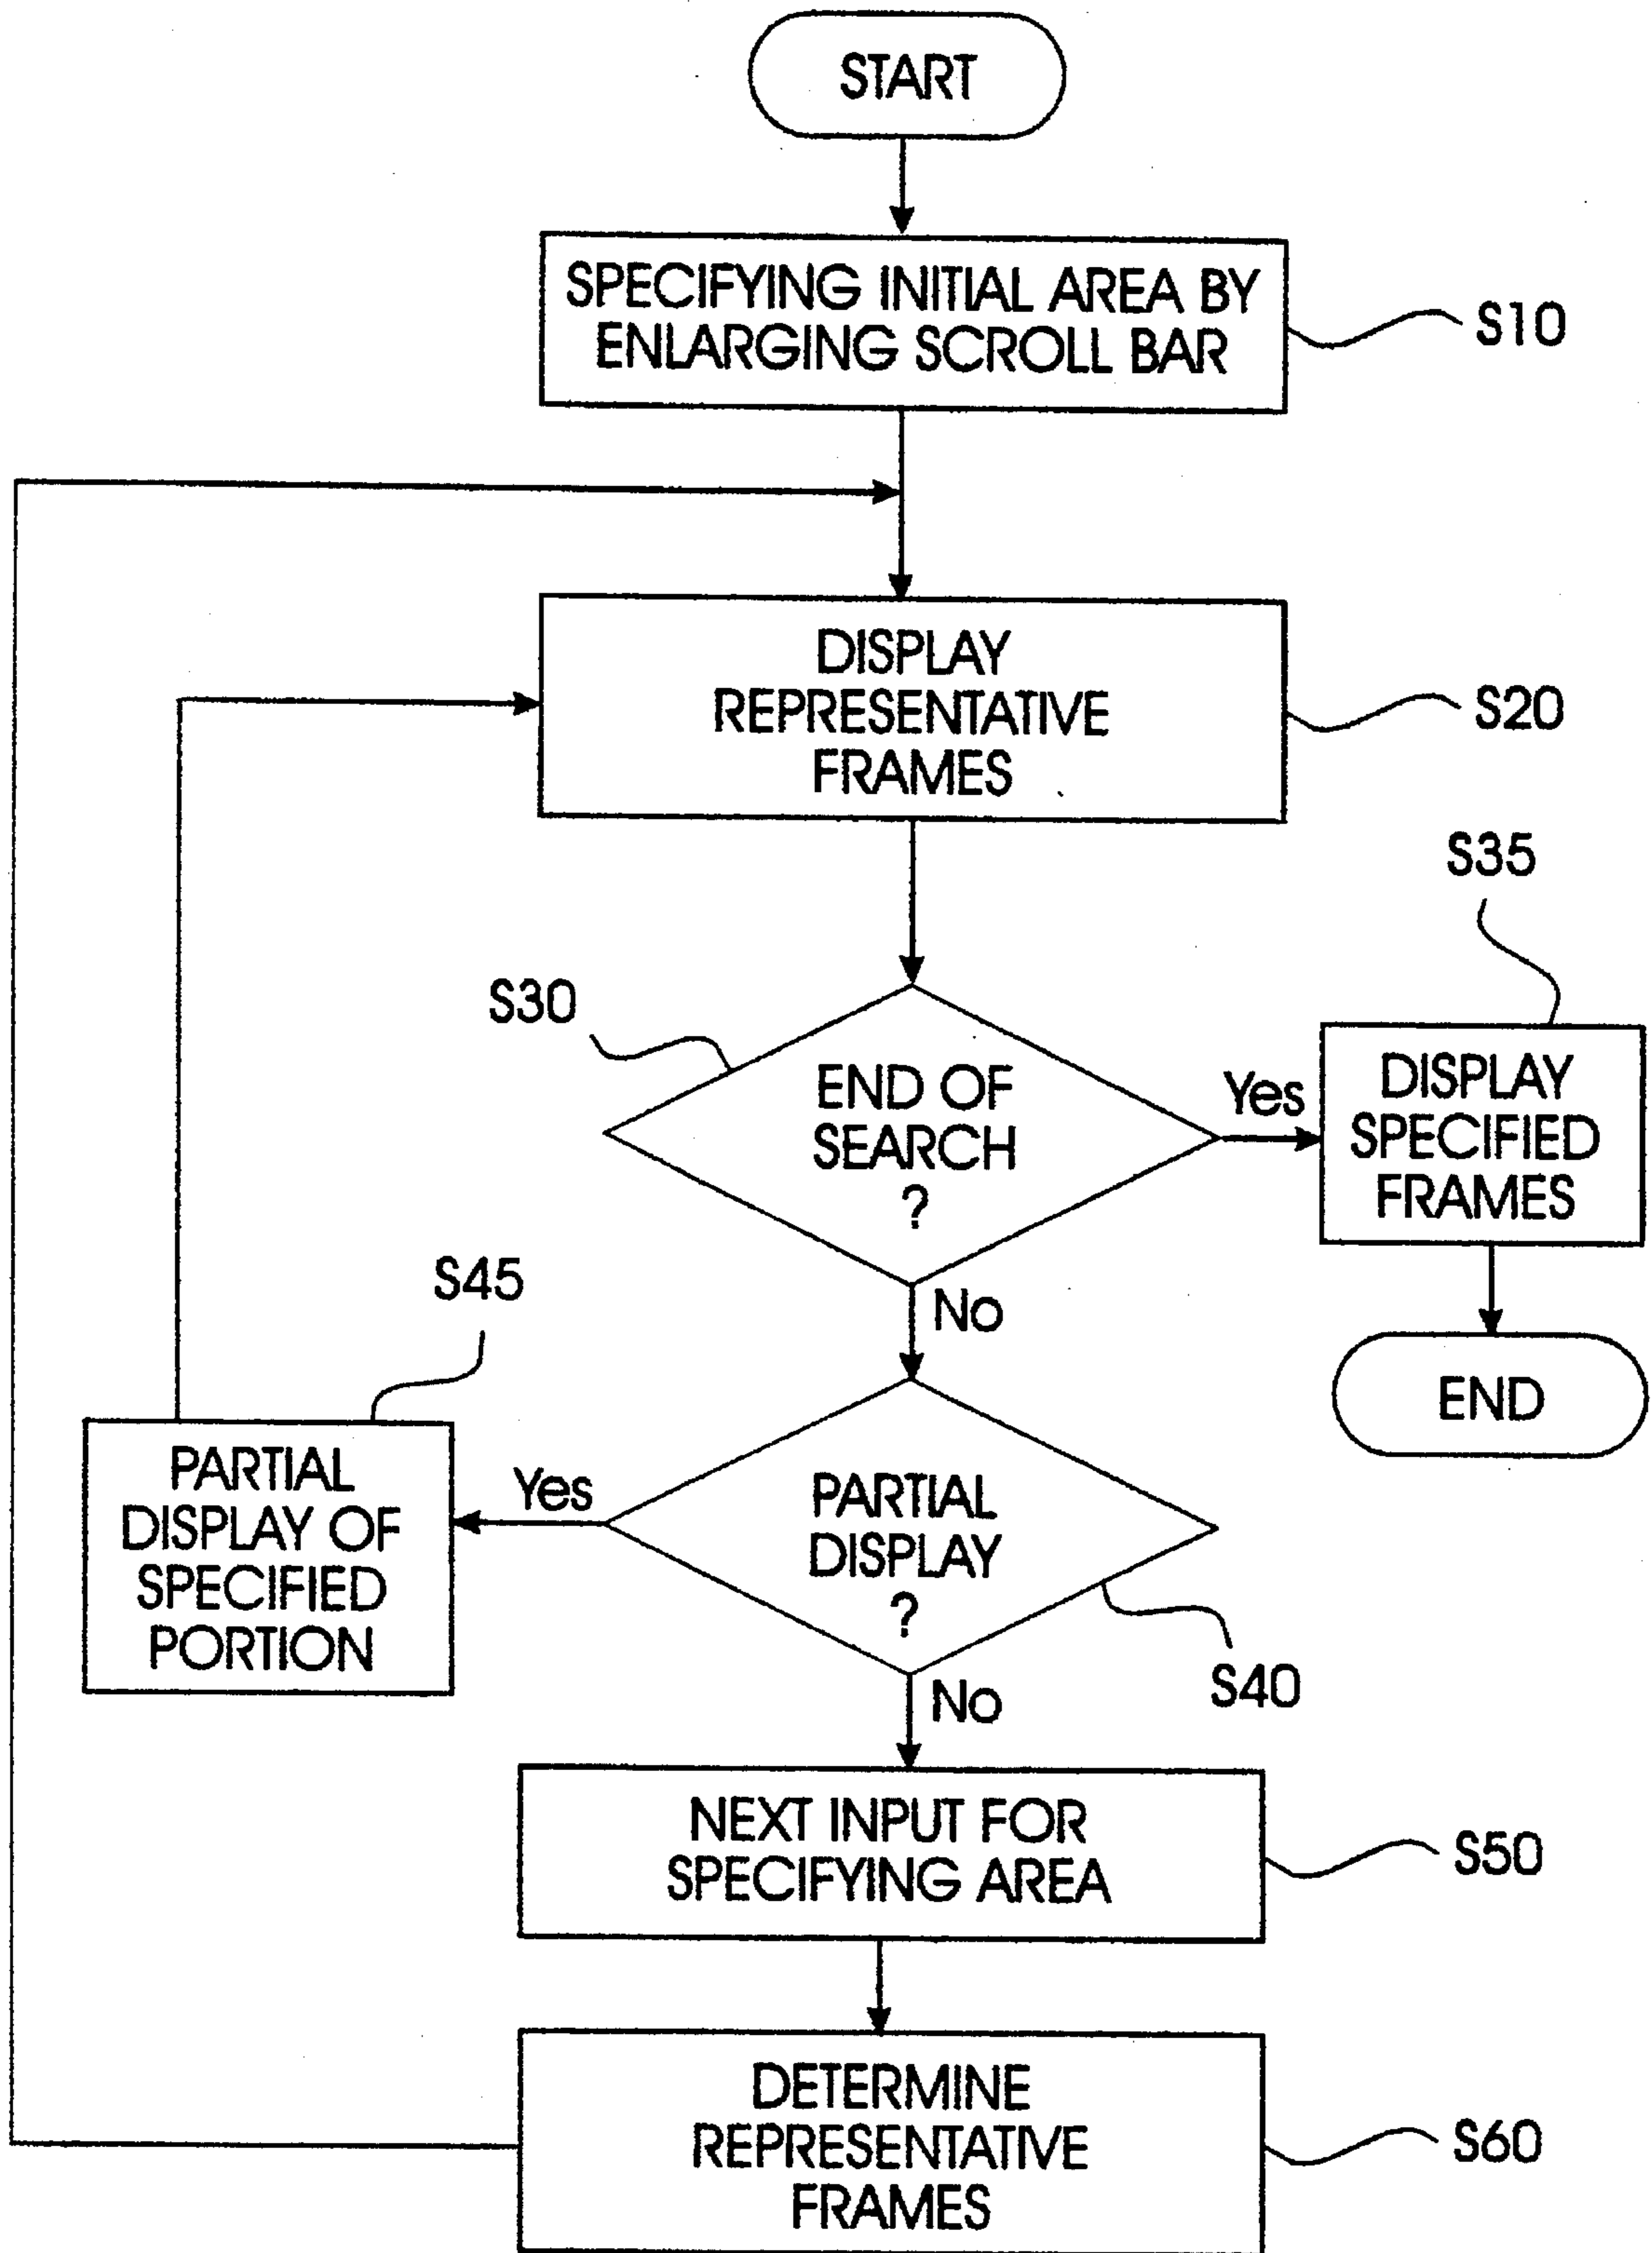 START
SPECIFYING INITIAL AREA BY
ENLARGING SCROLL BAR
S10
DISPLAY
REPRESENTATIVE
FRAMES
S20
S35
S30
END OF
SEARCH
?
Yes
DISPLAY
SPECIFIED
FRAMES
No
END
S45
PARTIAL
DISPLAY OF
SPECIFIED
PORTION
Yes
PARTIAL
DISPLAY
?
S40
No
NEXT INPUT FOR
SPECIFYING AREA
S50
DETERMINE
REPRESENTATIVE
FRAMES
S60